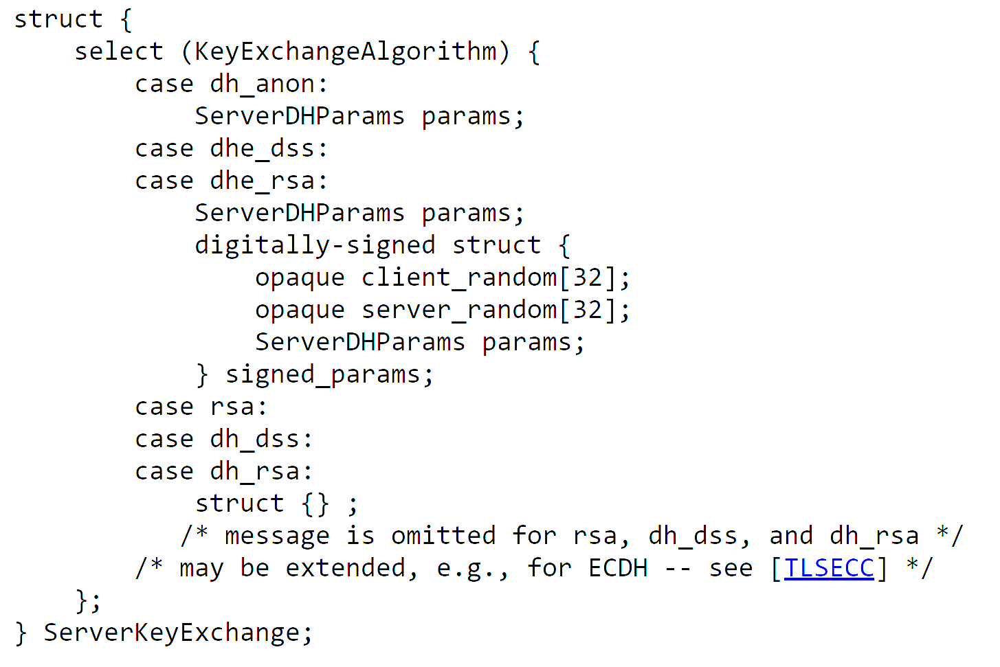 struct {
    select (KeyExchangeAlgorithm) {
        case dh_anon:
            ServerDHParams params;
        case dhe_dss:
        case dhe_rsa:
            ServerDHParams params;
            digitally-signed struct {
                opaque client_random[32];
                opaque server_random[32];
                ServerDHParams params;
            } signed_params;
        case rsa:
        case dh_dss:
        case dh_rsa:
            struct {} ;
           /* message is omitted for rsa, dh_dss, and dh_rsa */
        /* may be extended, e.g., for ECDH -- see [TLSECC] */
    };
} ServerKeyExchange;